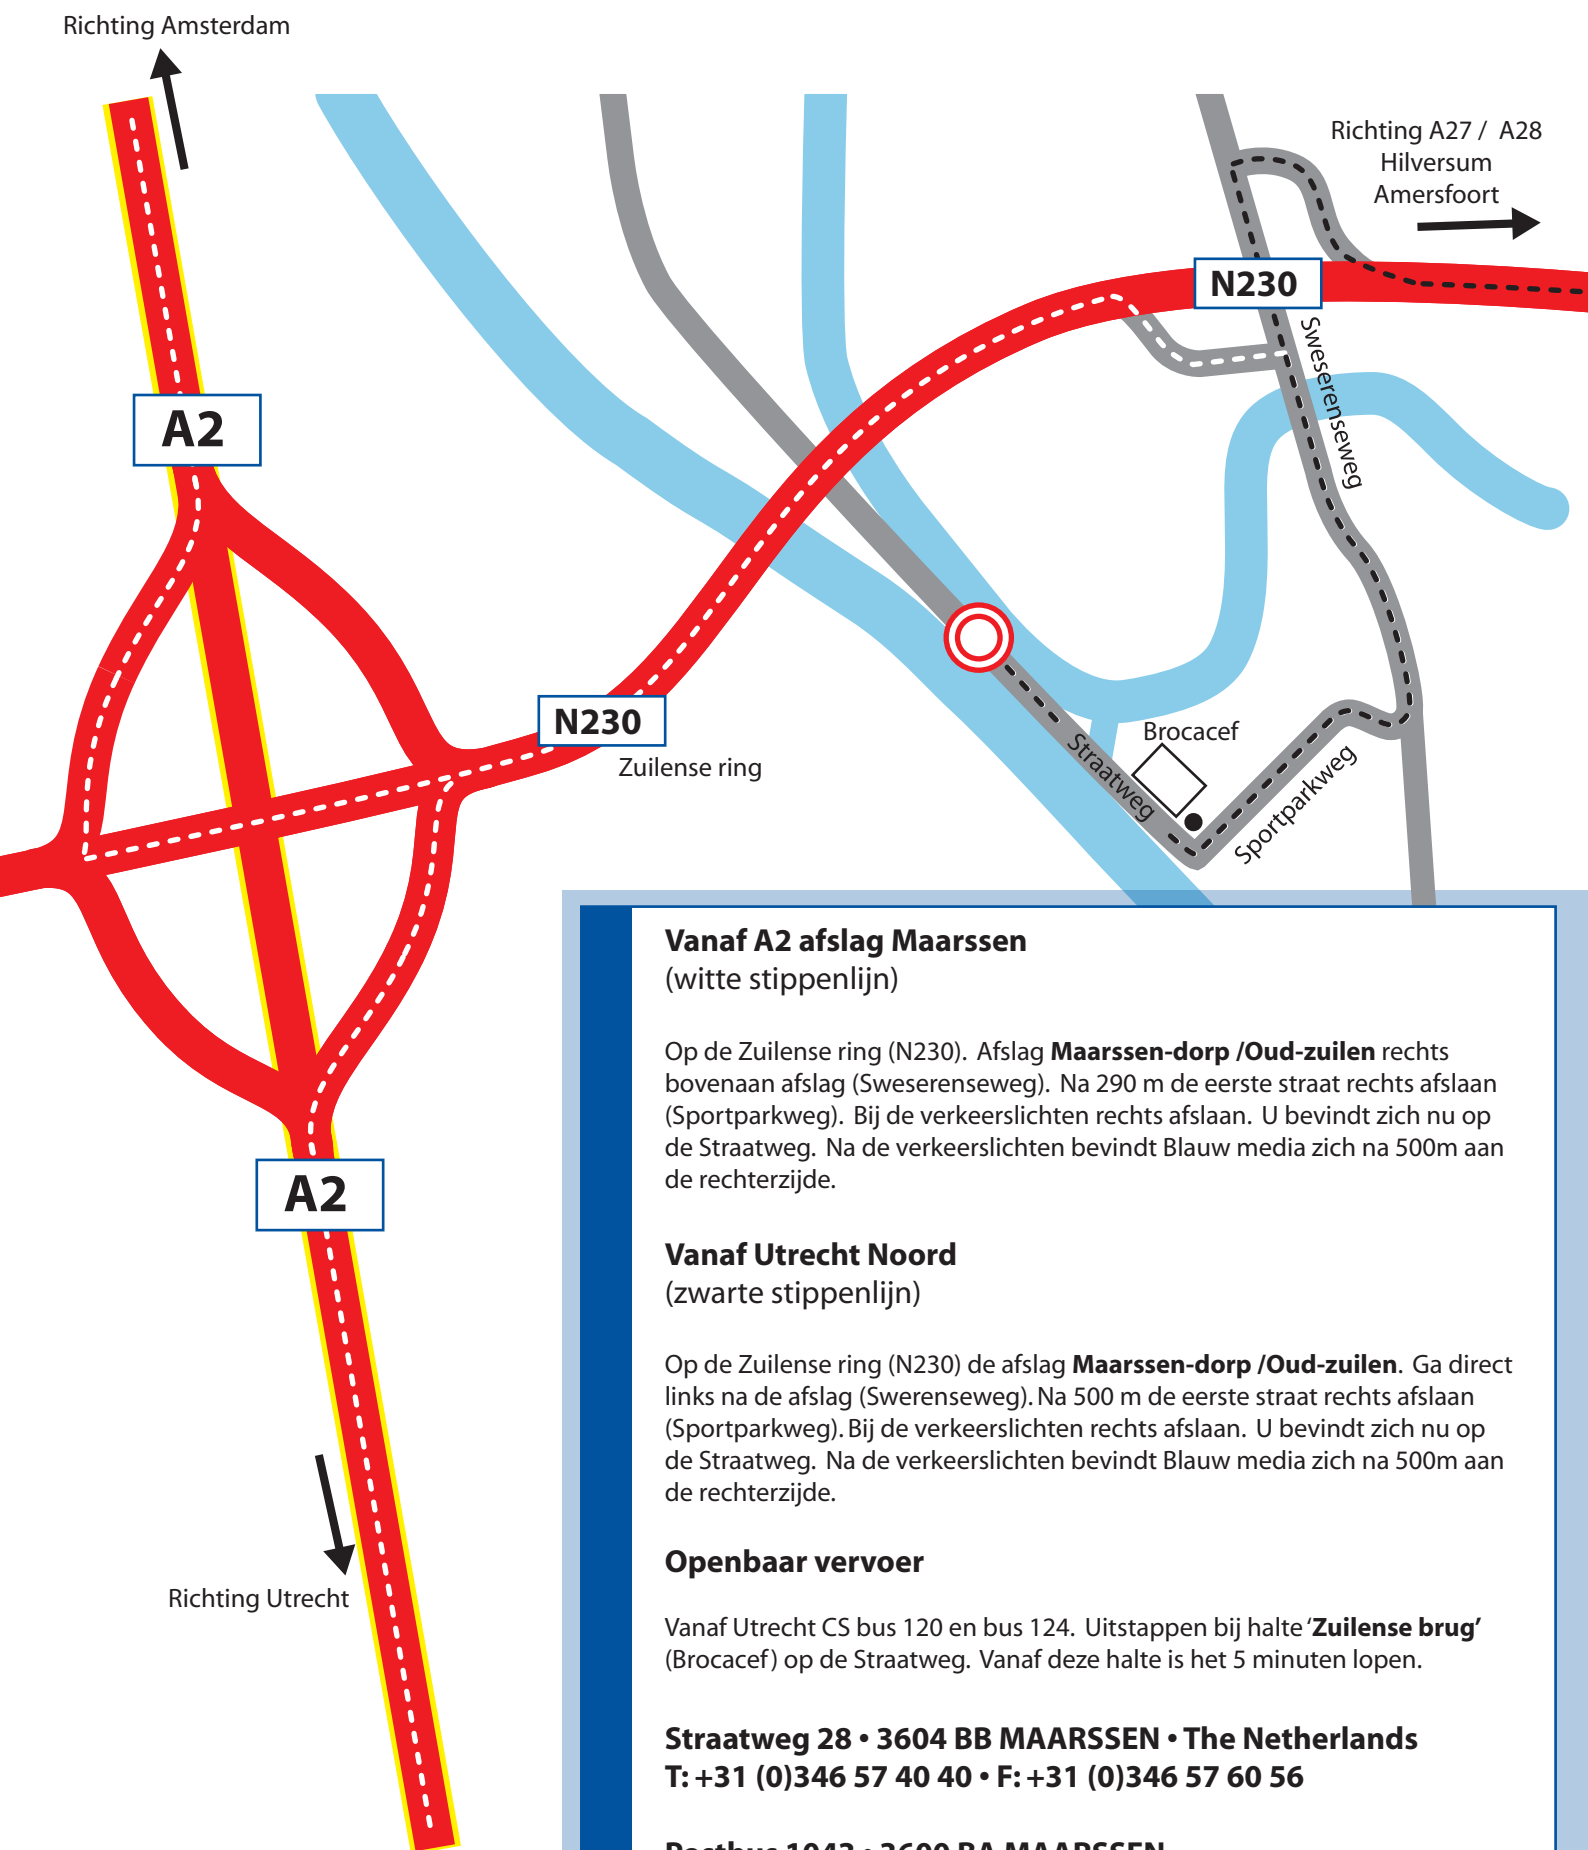 Richting Amsterdam
Richting A27 / A28
Hilversum
Amersfoort
N230
Sweserenseweg
A2
N230
Zuilense ring
Brocacef
Straatweg
Sportparkweg
A2
Richting Utrecht
Vanaf A2 afslag Maarssen
(witte stippenlijn)
Op de Zuilense ring (N230). Afslag Maarssen-dorp /Oud-zuilen rechts
bovenaan afslag (Sweserenseweg). Na 290 m de eerste straat rechts afslaan
(Sportparkweg). Bij de verkeerslichten rechts afslaan. U bevindt zich nu op
de Straatweg. Na de verkeerslichten bevindt Blauw media zich na 500m aan
de rechterzijde.
Vanaf Utrecht Noord
(zwarte stippenlijn)
Op de Zuilense ring (N230) de afslag Maarssen-dorp /Oud-zuilen. Ga direct
links na de afslag (Swerenseweg). Na 500 m de eerste straat rechts afslaan
(Sportparkweg). Bij de verkeerslichten rechts afslaan. U bevindt zich nu op
de Straatweg. Na de verkeerslichten bevindt Blauw media zich na 500m aan
de rechterzijde.
Openbaar vervoer
Vanaf Utrecht CS bus 120 en bus 124. Uitstappen bij halte ‘Zuilense brug’
(Brocacef) op de Straatweg. Vanaf deze halte is het 5 minuten lopen.
Straatweg 28 • 3604 BB MAARSSEN • The Netherlands
T: +31 (0)346 57 40 40 • F: +31 (0)346 57 60 56
Postbus 1043 • 3600 BA MAARSSEN